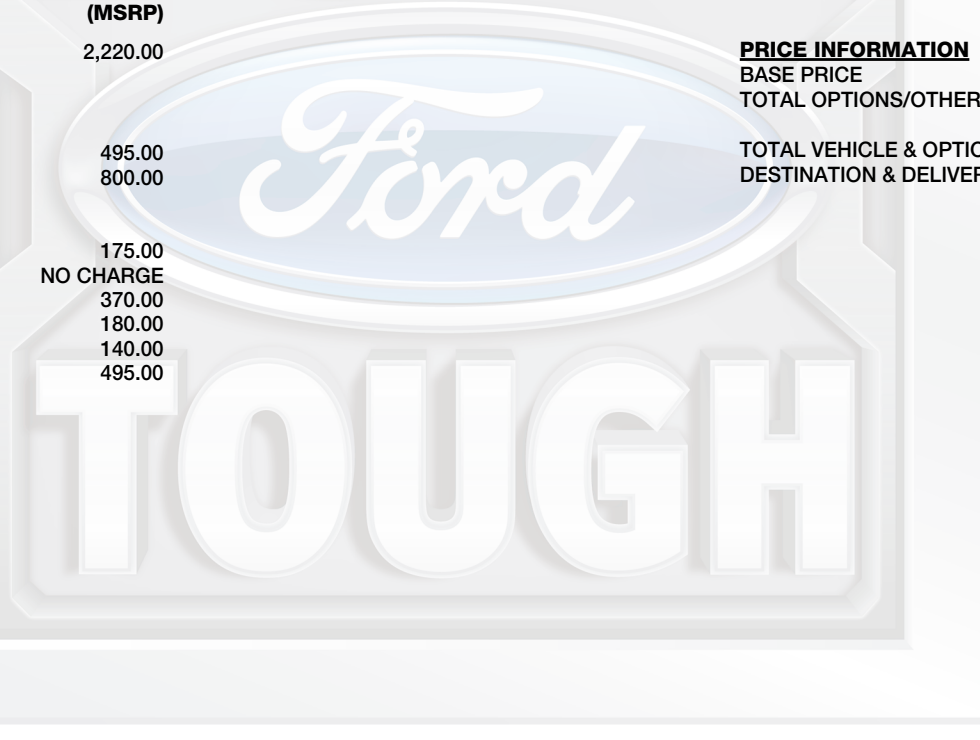 (MSRP)
2,220.00
495.00
800.00
175.00
NO CHARGE
370.00
180.00
140.00
495.00
PRICE INFORMATION
BASE PRICE
TOTAL OPTIONS/OTHER
TOTAL VEHICLE & OPTIO
DESTINATION & DELIVER
Ford
TOUGH